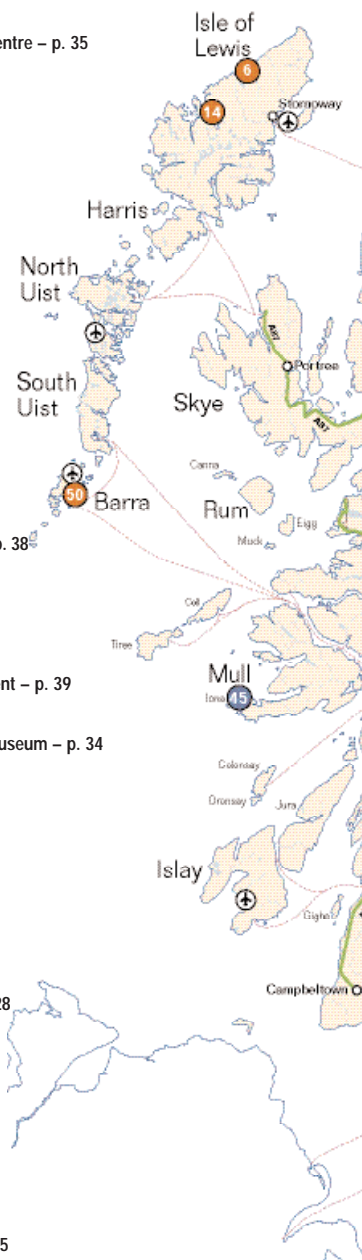 Isle of
Lewis
entre – p. 35
6
14
Stornoway
Harris
North
Uist
A87
Portree
South
Uist
Skye
A87
Canna
50
Barra
Rum
Eigg
Muck
p. 38
Coll
Tiree
Mull
Iona
45
nt – p. 39
useum – p. 34
Colonsay
Oronsay
Jura
Islay
Gigha
Campbeltown
28
5